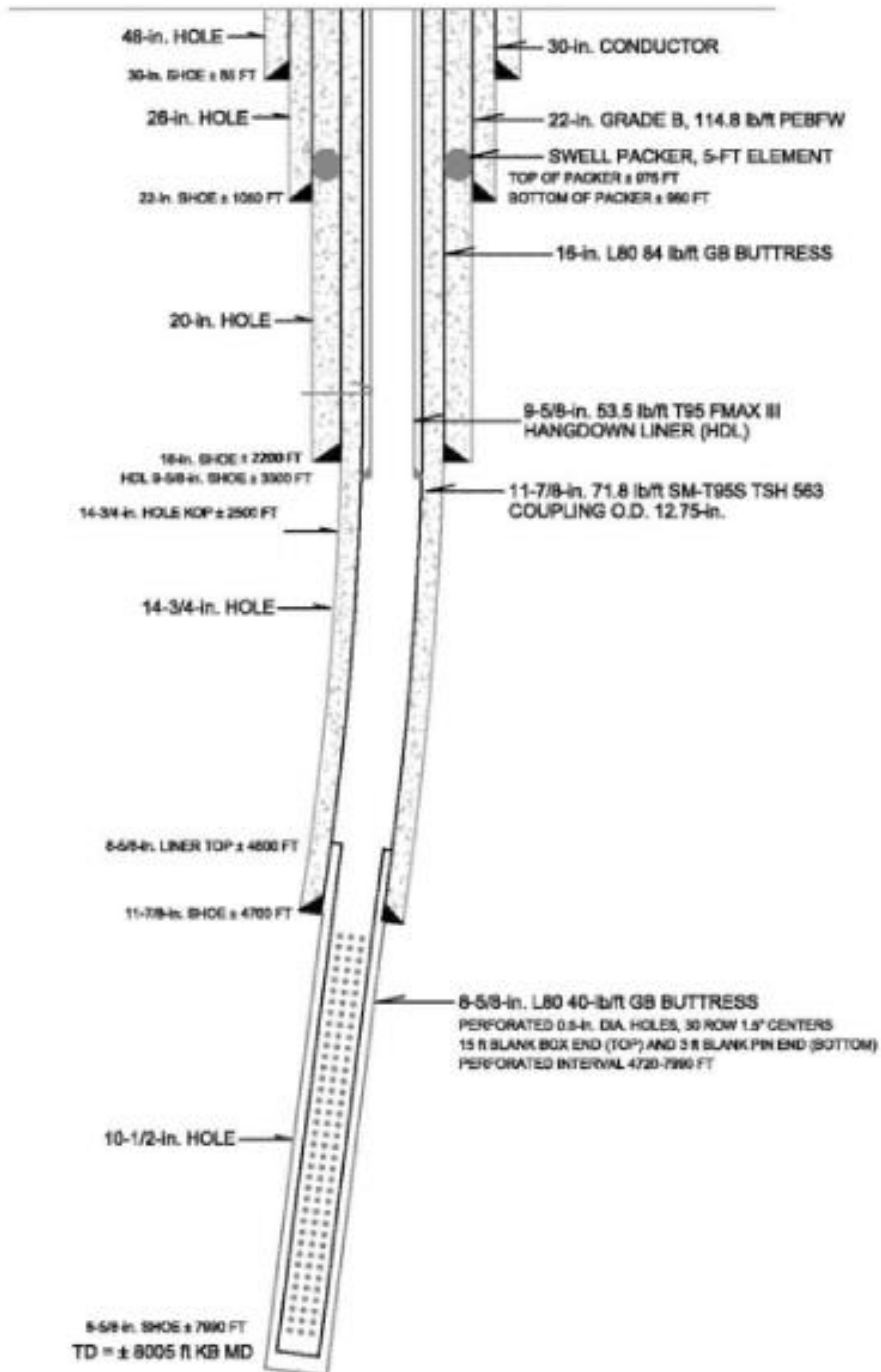 48-in. HOLE
30-in. CONDUCTOR
30-in. SHOE ± 85 FT
26-in. HOLE
22-in. GRADE B, 114.8 lb/ft PEBFW
SWELL PACKER, 5-FT ELEMENT
TOP OF PACKER ± 975 FT
22-in. SHOE ± 1050 FT
BOTTOM OF PACKER ± 980 FT
16-in. L80 84 lb/ft GB BUTTRESS
20-in. HOLE
9-5/8-in. 53.5 lb/ft T95 FMAX III
HANGDOWN LINER (HDL)
16-in. SHOE ± 2200 FT
HDL 9-5/8-in. SHOE ± 3500 FT
11-7/8-in. 71.8 lb/ft SM-T95S TSH 563
COUPLING O.D. 12.75-in.
14-3/4-in. HOLE KOP ± 2500 FT
14-3/4-in. HOLE
8-5/8-in. LINER TOP ± 4600 FT
11-7/8-in. SHOE ± 4700 FT
8-5/8-in. L80 40-lb/ft GB BUTTRESS
PERFORATED 0.5-in. DIA. HOLES, 30 ROW 1.5" CENTERS
15 ft BLANK BOX END (TOP) AND 3 ft BLANK PIN END (BOTTOM)
PERFORATED INTERVAL 4720-7990 FT
10-1/2-in. HOLE
8-5/8-in. SHOE ± 7990 FT
TD = ± 8005 ft KB MD